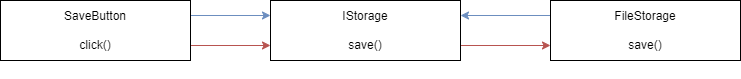 SaveButton
click()
IStorage
save()
FileStorage
save()